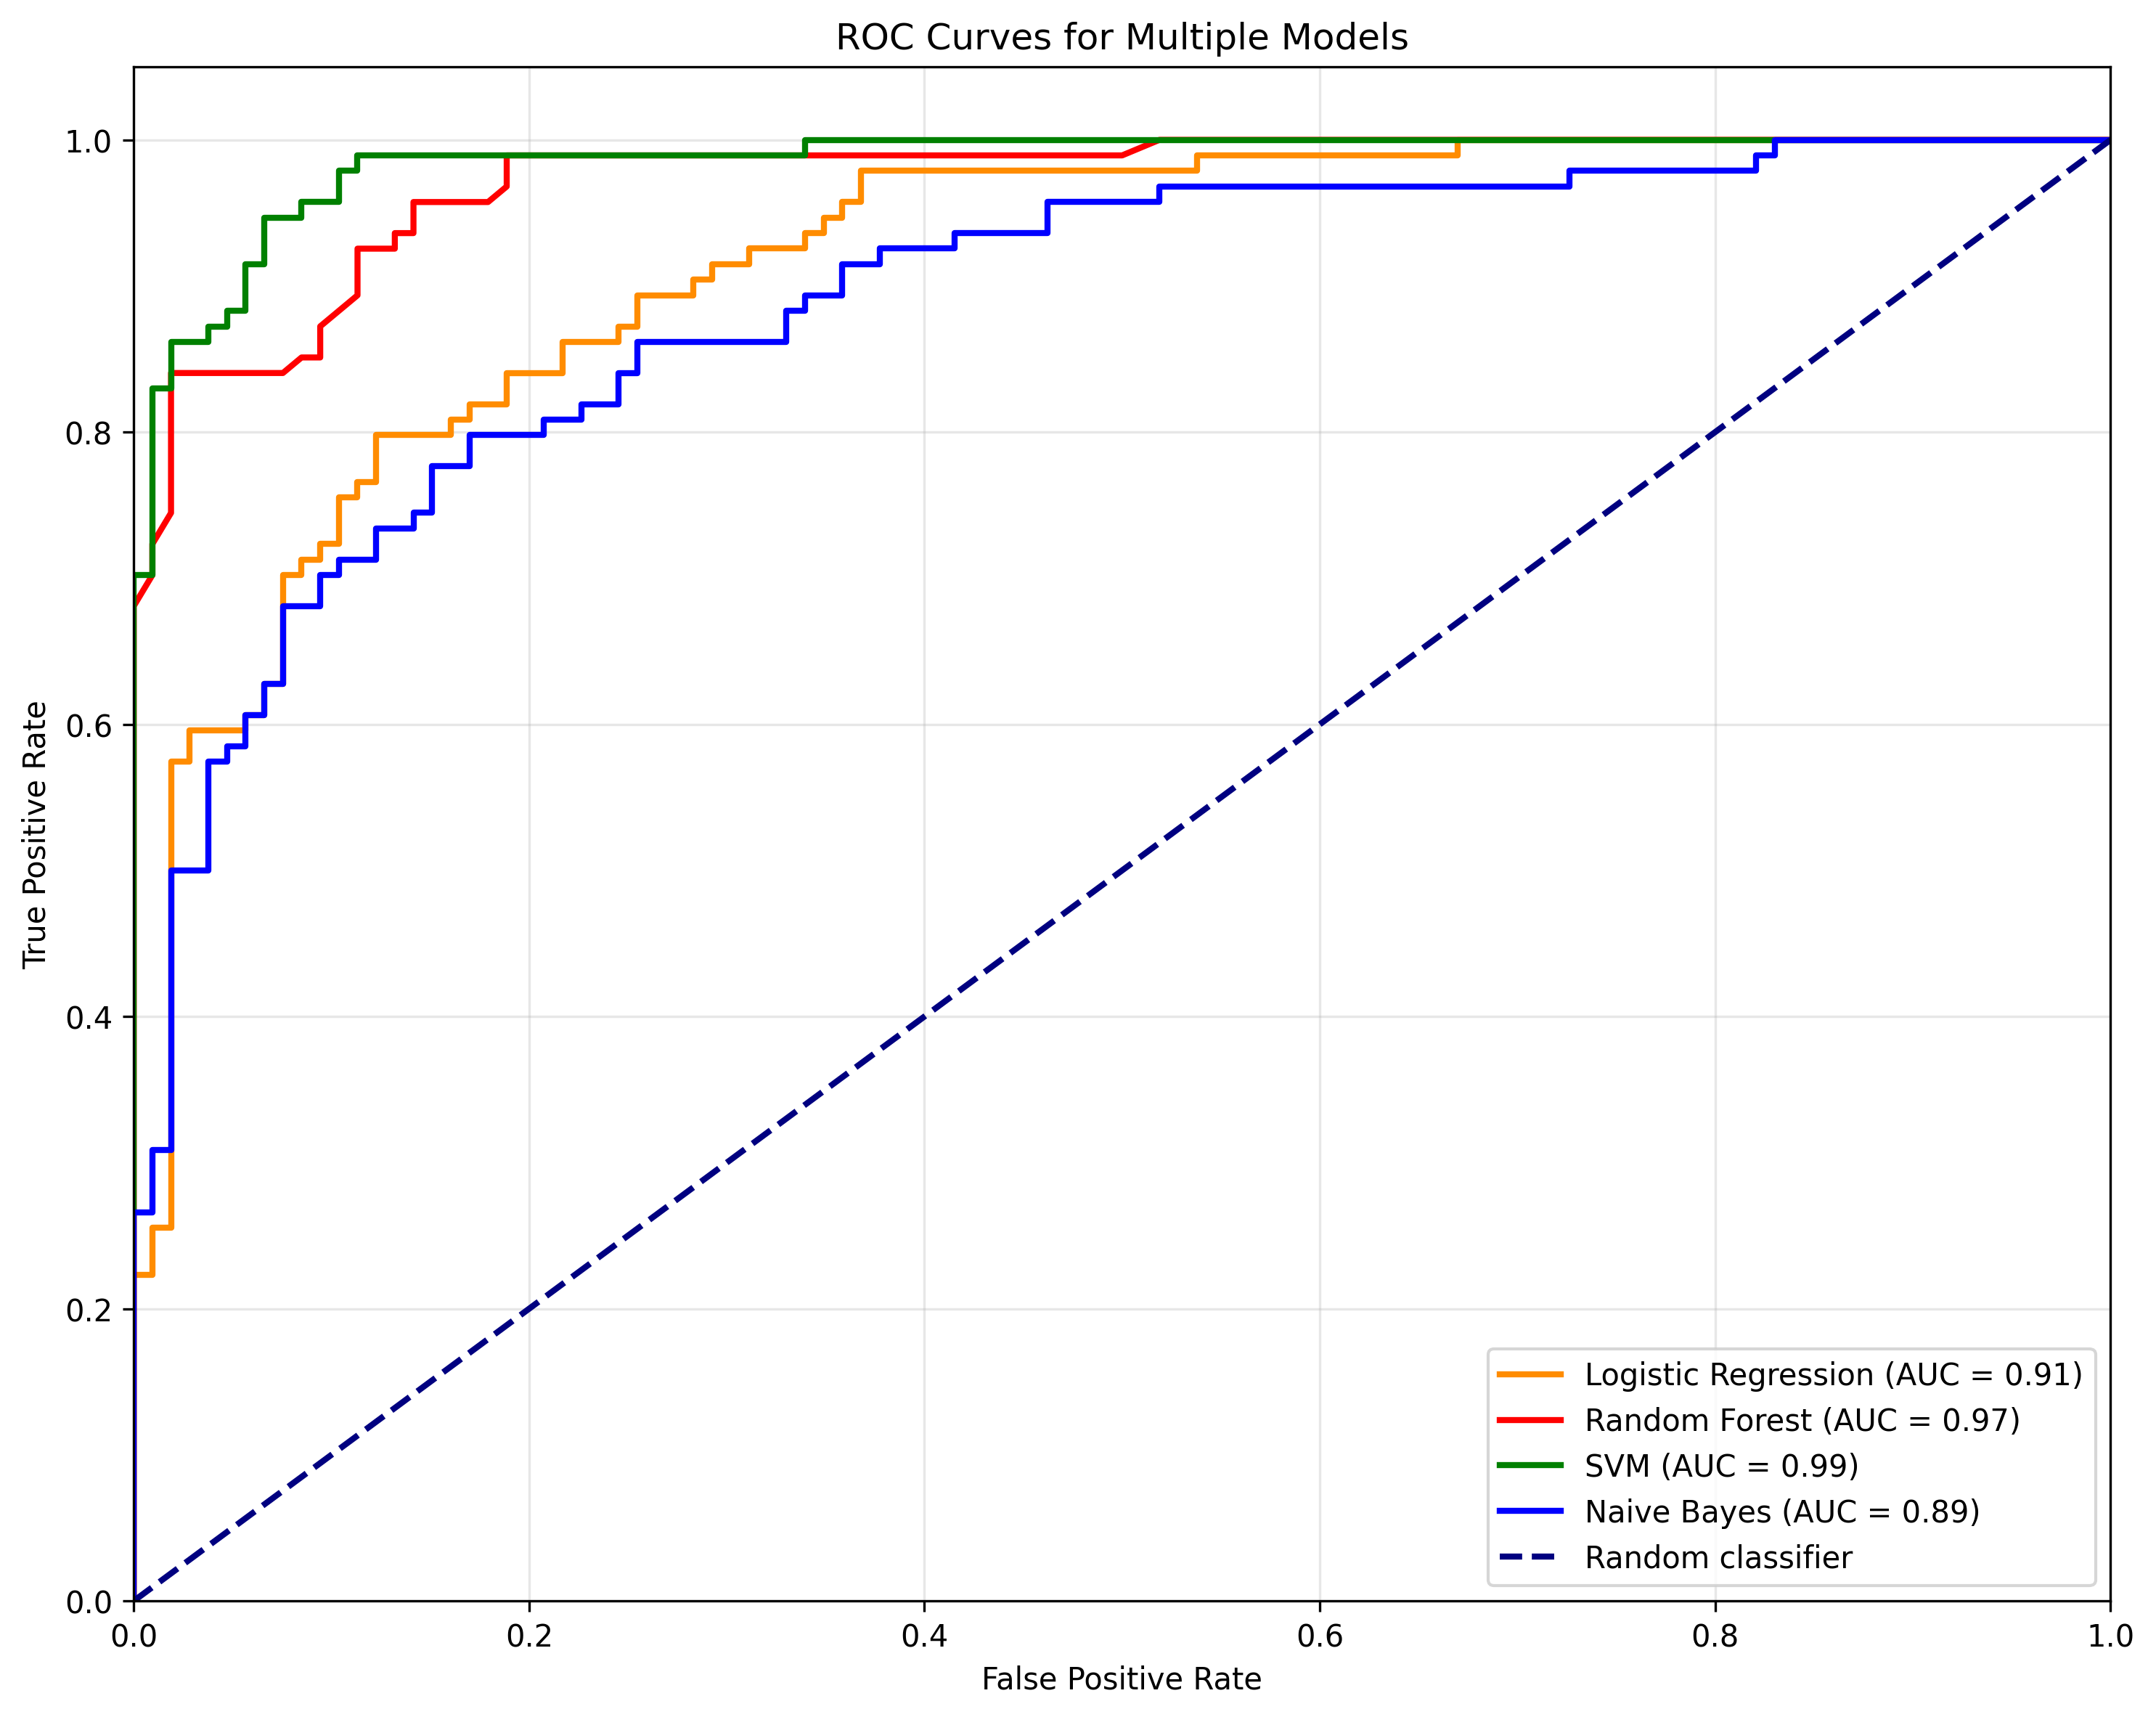 ROC Curves for Multiple Models
True Positive Rate
1.0
0.8
0.6
0.4
0.2
0.0
0.0 0.2 0.4 0.6 0.8 1.0
False Positive Rate
Logistic Regression (AUC = 0.91)
Random Forest (AUC = 0.97)
SVM (AUC = 0.99)
Naive Bayes (AUC = 0.89)
Random classifier